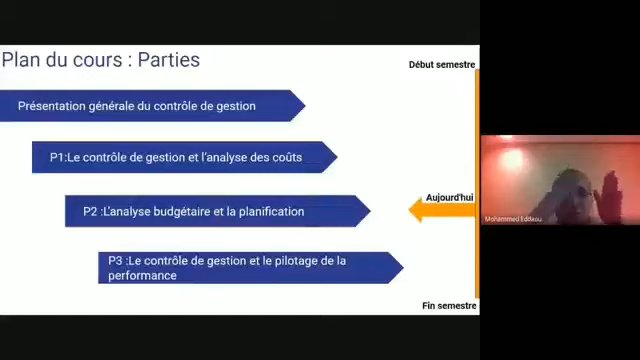 Plan du cours : Parties
Début semestre
Présentation générale du contrôle de gestion
P1:Le contrôle de gestion et l'analyse des coûts
Aujourd'hui
P2 :L'analyse budgétaire et la planification
P3 :Le contrôle de gestion et le pilotage de la
performance
Fin semestre
Mohammed